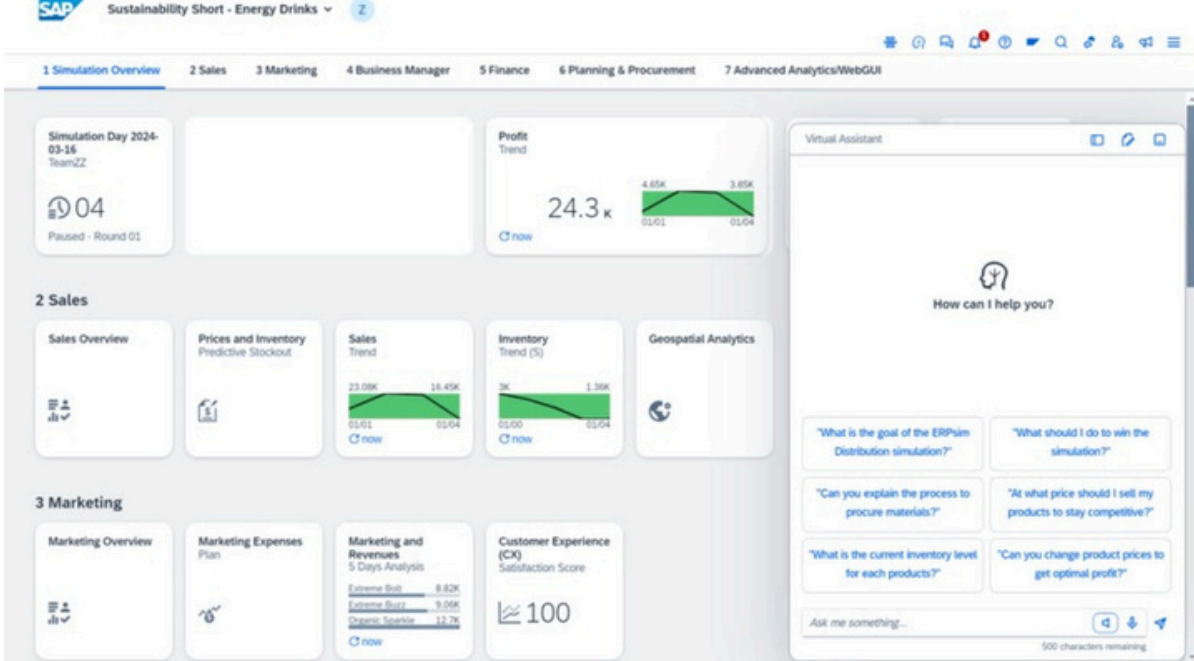 SAP
Sustainability Short - Energy Drinks
Z
1 Simulation Overview
2 Sales
3 Marketing
4 Business Manager
5 Finance
6 Planning & Procurement
7 Advanced Analytics/WebGUI
Simulation Day 2024-
03-16
TeamZZ
04
Paused - Round 01
Profit
Trend
24.3 K
4.65K
3.85K
01/01
01/04
now
2 Sales
Sales Overview
Prices and Inventory
Predictive Stockout
Sales
Trend
23.08K
16.45K
01/01
01/04
now
Inventory
Trend (S)
3K
1.36K
01/00
01/04
now
Geospatial Analytics
3 Marketing
Marketing Overview
Marketing Expenses
Plan
Marketing and
Revenues
5 Days Analysis
Extreme Bolt 8.82K
Extreme Buzz 9.06K
Organic Sparkle 12.7K
now
Customer Experience
(CX)
Satisfaction Score
100
Virtual Assistant
How can I help you?
"What is the goal of the ERPsim
Distribution simulation?"
"What should I do to win the
simulation?"
"Can you explain the process to
procure materials?"
"At what price should I sell my
products to stay competitive?"
"What is the current inventory level
for each products?"
"Can you change product prices to
get optimal profit?"
Ask me something...
500 characters remaining